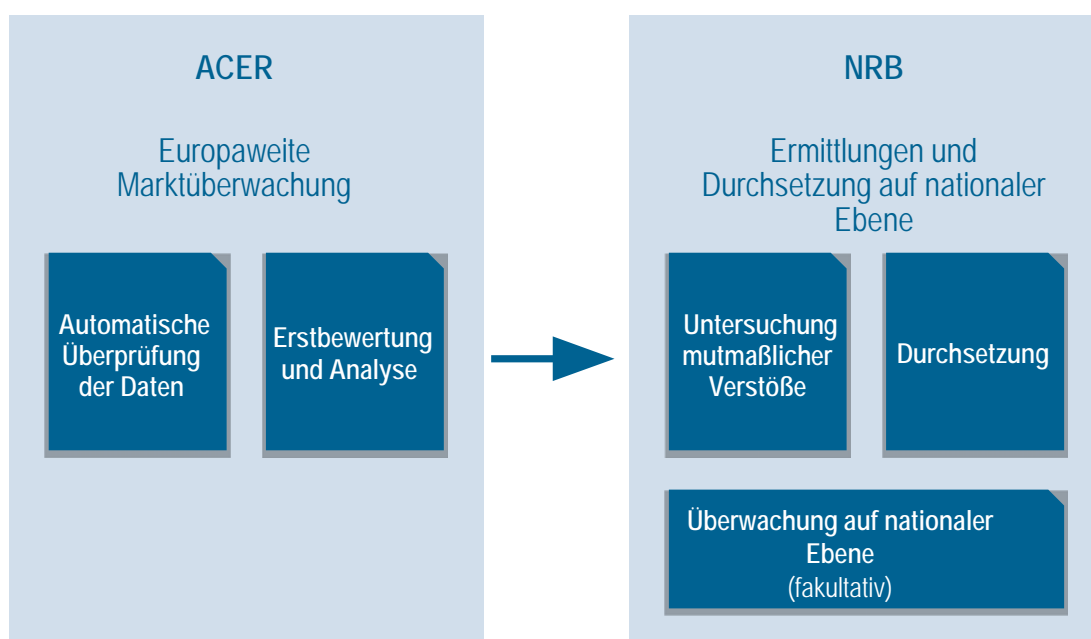 ACER
Europaweite
Marktüberwachung
Automatische
Überprüfung
der Daten
Erstbewertung
und Analyse
NRB
Ermittlungen und
Durchsetzung auf nationaler
Ebene
Untersuchung
mutmaßlicher
Verstöße
Durchsetzung
Überwachung auf nationaler
Ebene
(fakultativ)